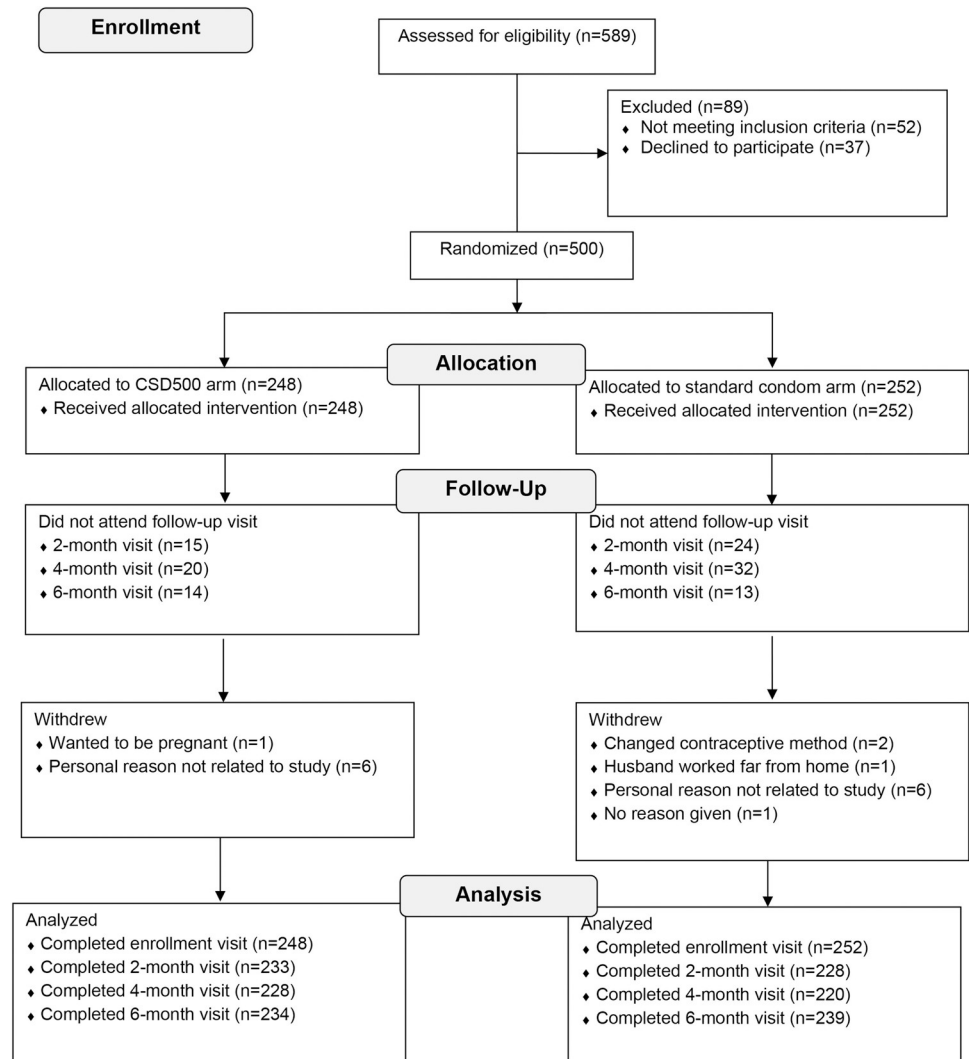 Enrollment
Assessed for eligibility (n=589)
Excluded (n=89)
♦ Not meeting inclusion criteria (n=52)
♦ Declined to participate (n=37)
Randomized (n=500)
Allocation
Allocated to CSD500 arm (n=248)
♦ Received allocated intervention (n=248)
Allocated to standard condom arm (n=252)
♦ Received allocated intervention (n=252)
Follow-Up
Did not attend follow-up visit
♦ 2-month visit (n=15)
♦ 4-month visit (n=20)
♦ 6-month visit (n=14)
Did not attend follow-up visit
♦ 2-month visit (n=24)
♦ 4-month visit (n=32)
♦ 6-month visit (n=13)
Withdrew
♦ Wanted to be pregnant (n=1)
♦ Personal reason not related to study (n=6)
Withdrew
♦ Changed contraceptive method (n=2)
♦ Husband worked far from home (n=1)
♦ Personal reason not related to study (n=6)
♦ No reason given (n=1)
Analysis
Analyzed
♦ Completed enrollment visit (n=248)
♦ Completed 2-month visit (n=233)
♦ Completed 4-month visit (n=228)
♦ Completed 6-month visit (n=234)
Analyzed
♦ Completed enrollment visit (n=252)
♦ Completed 2-month visit (n=228)
♦ Completed 4-month visit (n=220)
♦ Completed 6-month visit (n=239)